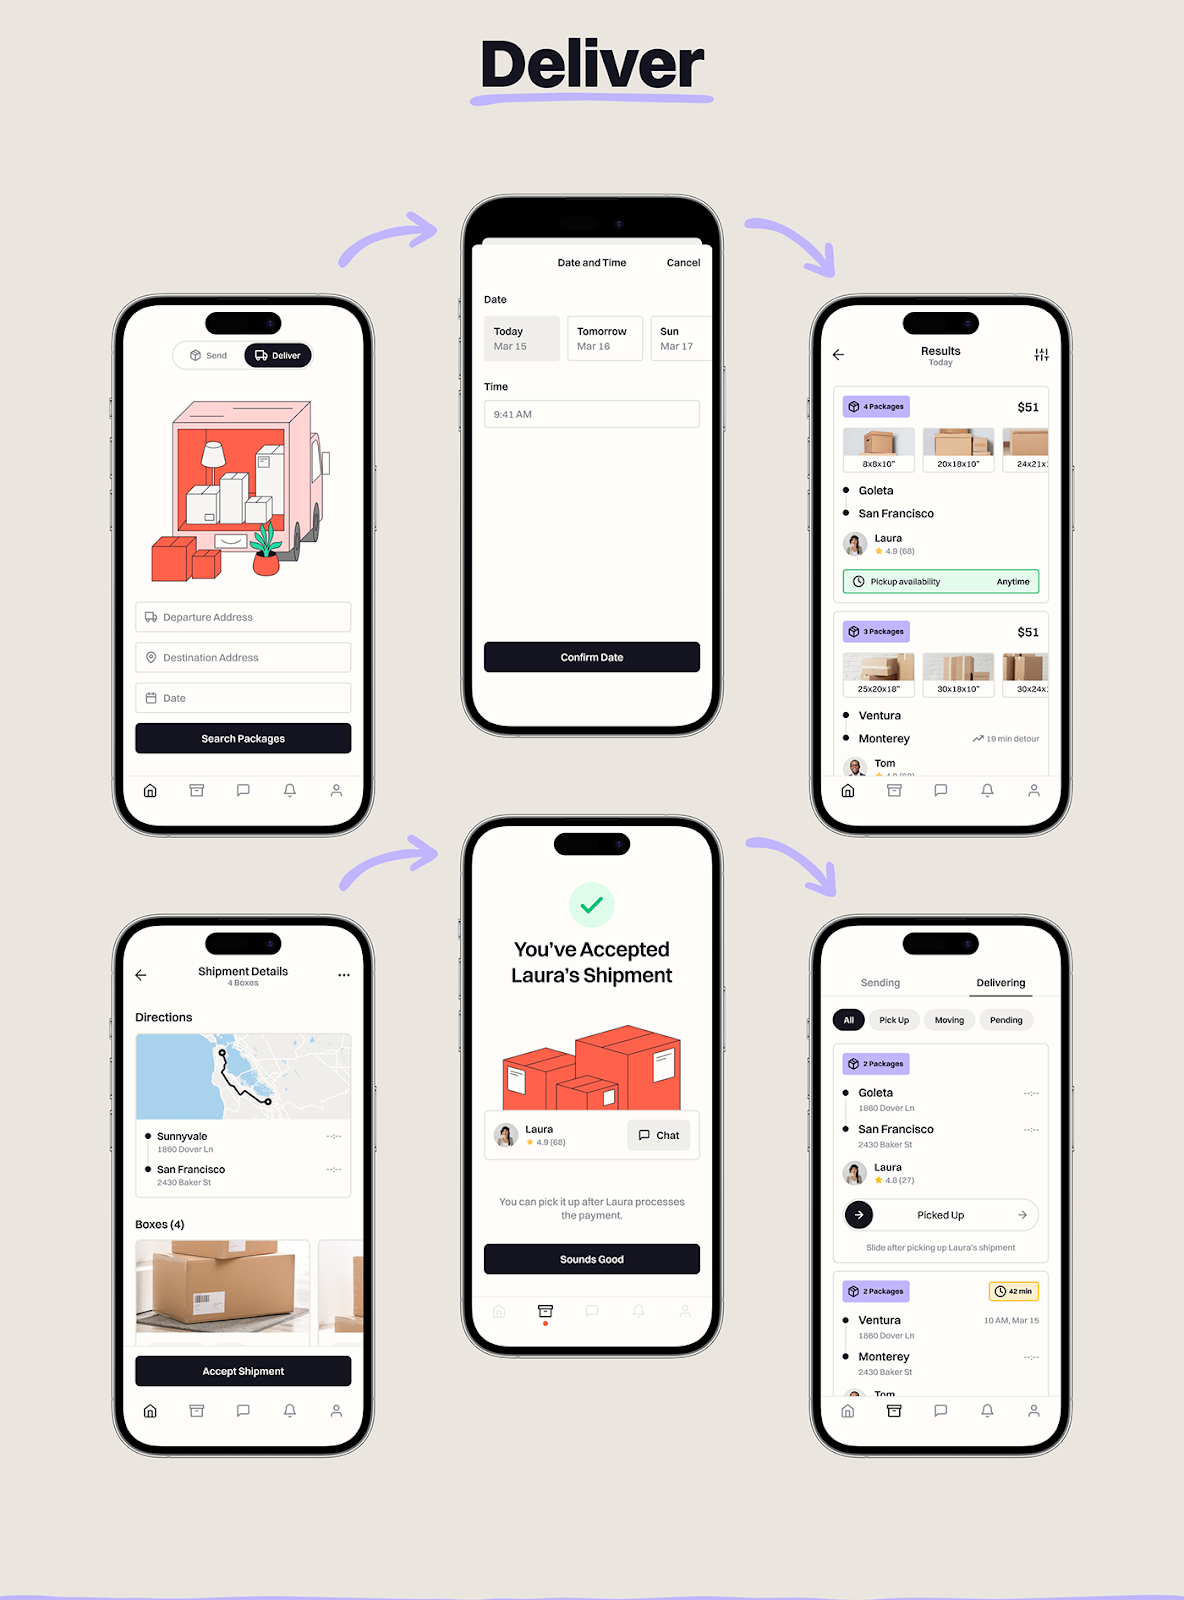 Deliver
Send
Deliver
Departure Address
Destination Address
Date
Search Packages
Date and Time
Cancel
Date
Today
Mar 15
Tomorrow
Mar 16
Sun
Mar 17
Time
9:41 AM
Confirm Date
Results
Today
4 Packages
$51
8x8x10"
20x18x10"
24x21x
Goleta
San Francisco
Laura
4.9 (68)
Pickup availability
Anytime
3 Packages
$51
25x20x18"
30x18x10"
30x24x
Ventura
Monterey
19 min detour
Tom
Shipment Details
4 Boxes
Directions
Sunnyvale
--:--
1860 Dover Ln
San Francisco
--:--
2430 Baker St
Boxes (4)
Accept Shipment
You've Accepted
Laura's Shipment
Laura
4.9 (68)
Chat
You can pick it up after Laura processes
the payment.
Sounds Good
Sending
Delivering
All
Pick Up
Moving
Pending
2 Packages
Goleta
--:--
1860 Dover Ln
San Francisco
--:--
2430 Baker St
Laura
4.8 (27)
Picked Up
Slide after picking up Laura's shipment
2 Packages
42 min
Ventura
10 AM, Mar 15
1860 Dover Ln
Monterey
--:--
2430 Baker St
Tom